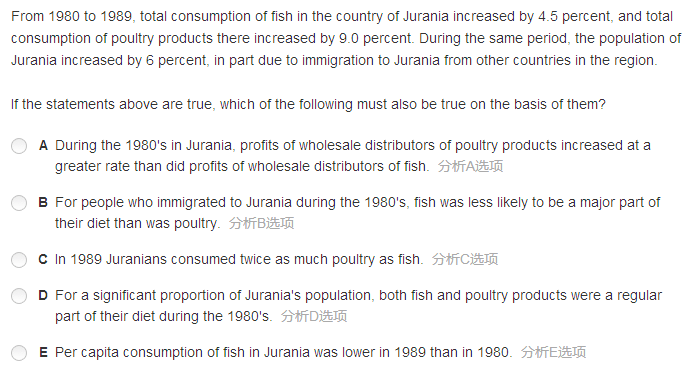 From 1980 to 1989, total consumption of fish in the country of Jurania increased by 4.5 percent, and total
consumption of poultry products there increased by 9.0 percent. During the same period, the population of
Jurania increased by 6 percent, in part due to immigration to Jurania from other countries in the region.
If the statements above are true, which of the following must also be true on the basis of them?
A During the 1980's in Jurania, profits of wholesale distributors of poultry products increased at a
greater rate than did profits of wholesale distributors of fish. 分析A选项
B For people who immigrated to Jurania during the 1980's, fish was less likely to be a major part of
their diet than was poultry. 分析B选项
C In 1989 Juranians consumed twice as much poultry as fish. 分析C选项
D For a significant proportion of Jurania's population, both fish and poultry products were a regular
part of their diet during the 1980's. 分析D选项
E Per capita consumption of fish in Jurania was lower in 1989 than in 1980. 分析E选项